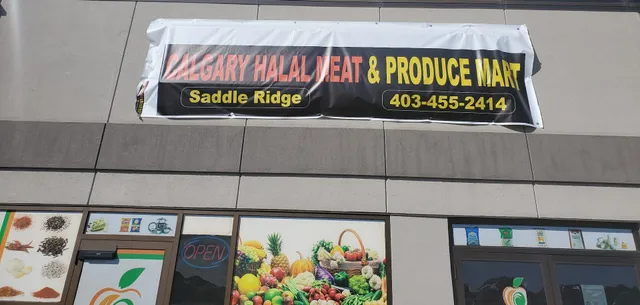 CALGARY HALAL MEAT & PRODUCE MART
Saddle Ridge
403-455-2414
OPEN